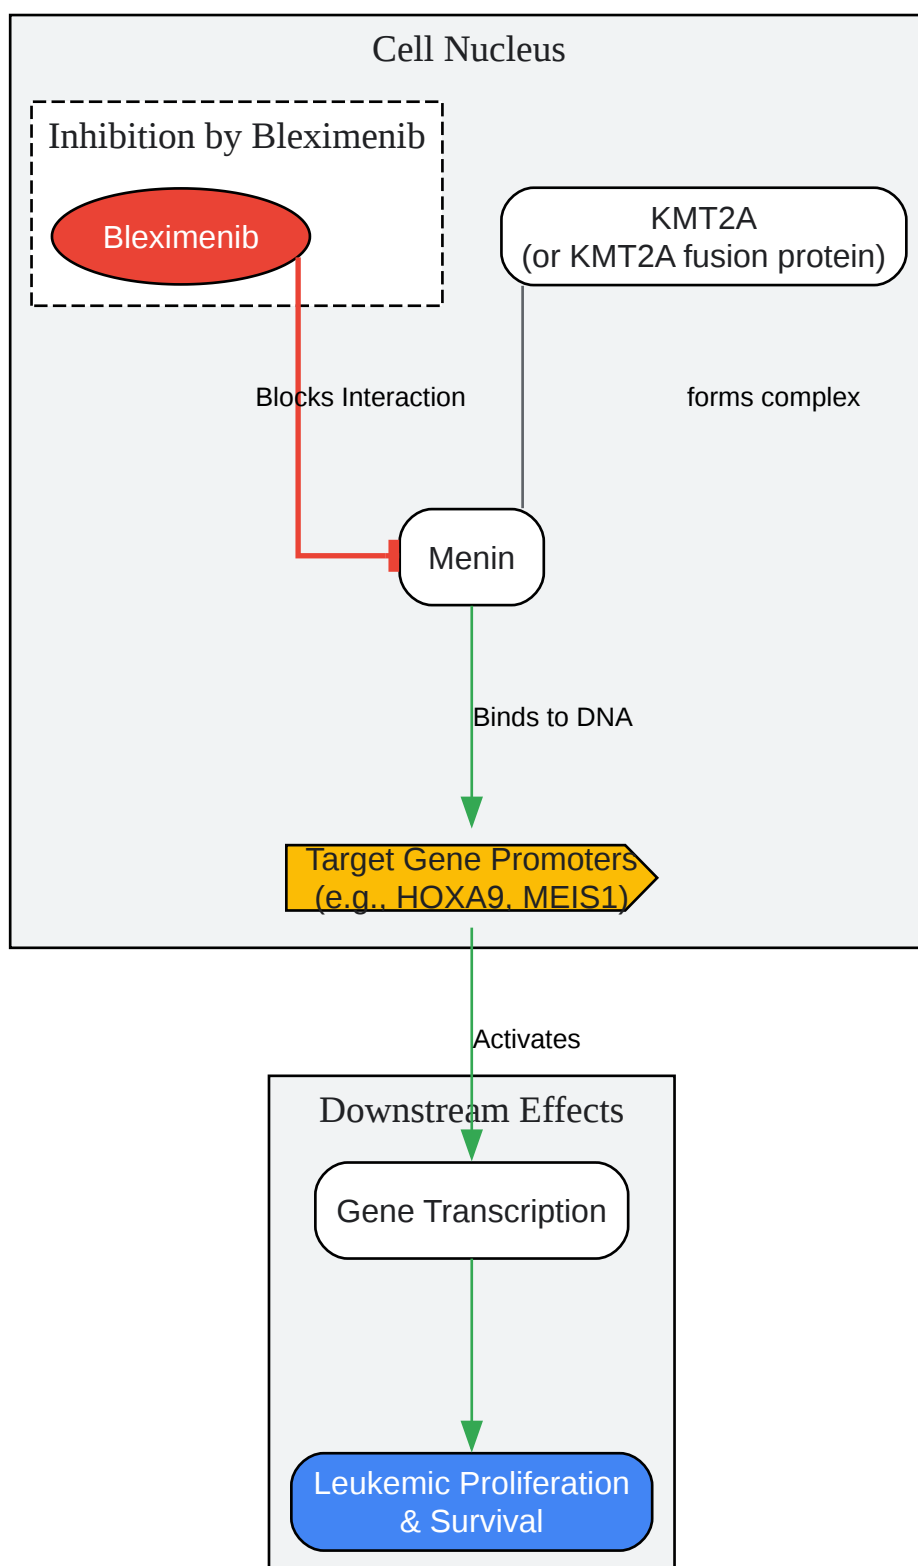 Cell Nucleus
Inhibition by Bleximenib
Bleximenib
KMT2A
(or KMT2A fusion protein)
Blocks Interaction
forms complex
Menin
Binds to DNA
Target Gene Promoters
(e.g., HOXA9, MEIS1)
Activates
Downstream Effects
Gene Transcription
Leukemic Proliferation
& Survival